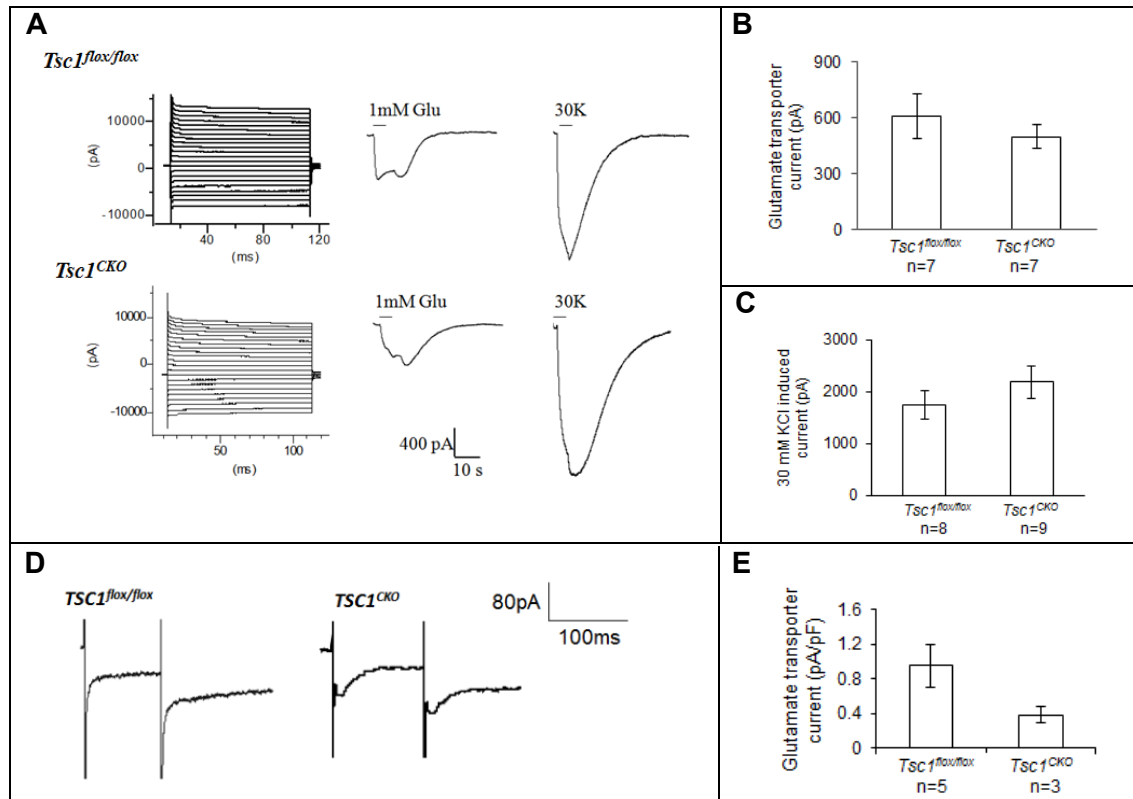 A
Tsc1flox/flox
10000
0
-10000
(pA)
40 80 120
(ms)
1mM Glu
30K
Tsc1CKO
10000
0
-10000
(pA)
50 100
(ms)
1mM Glu
30K
400 pA
10 s
B
900
600
300
0
Glutamate transporter
current (pA)
Tsc1flox/flox Tsc1CKO
n=7 n=7
C
3000
2000
1000
0
30 mM KCl induced
current (pA)
Tsc1flox/flox Tsc1CKO
n=8 n=9
D
TSC1flox/flox
TSC1CKO
80pA
100ms
E
1.6
1.2
0.8
0.4
0
Glutamate transporter
current (pA/pF)
Tsc1flox/flox Tsc1CKO
n=5 n=3